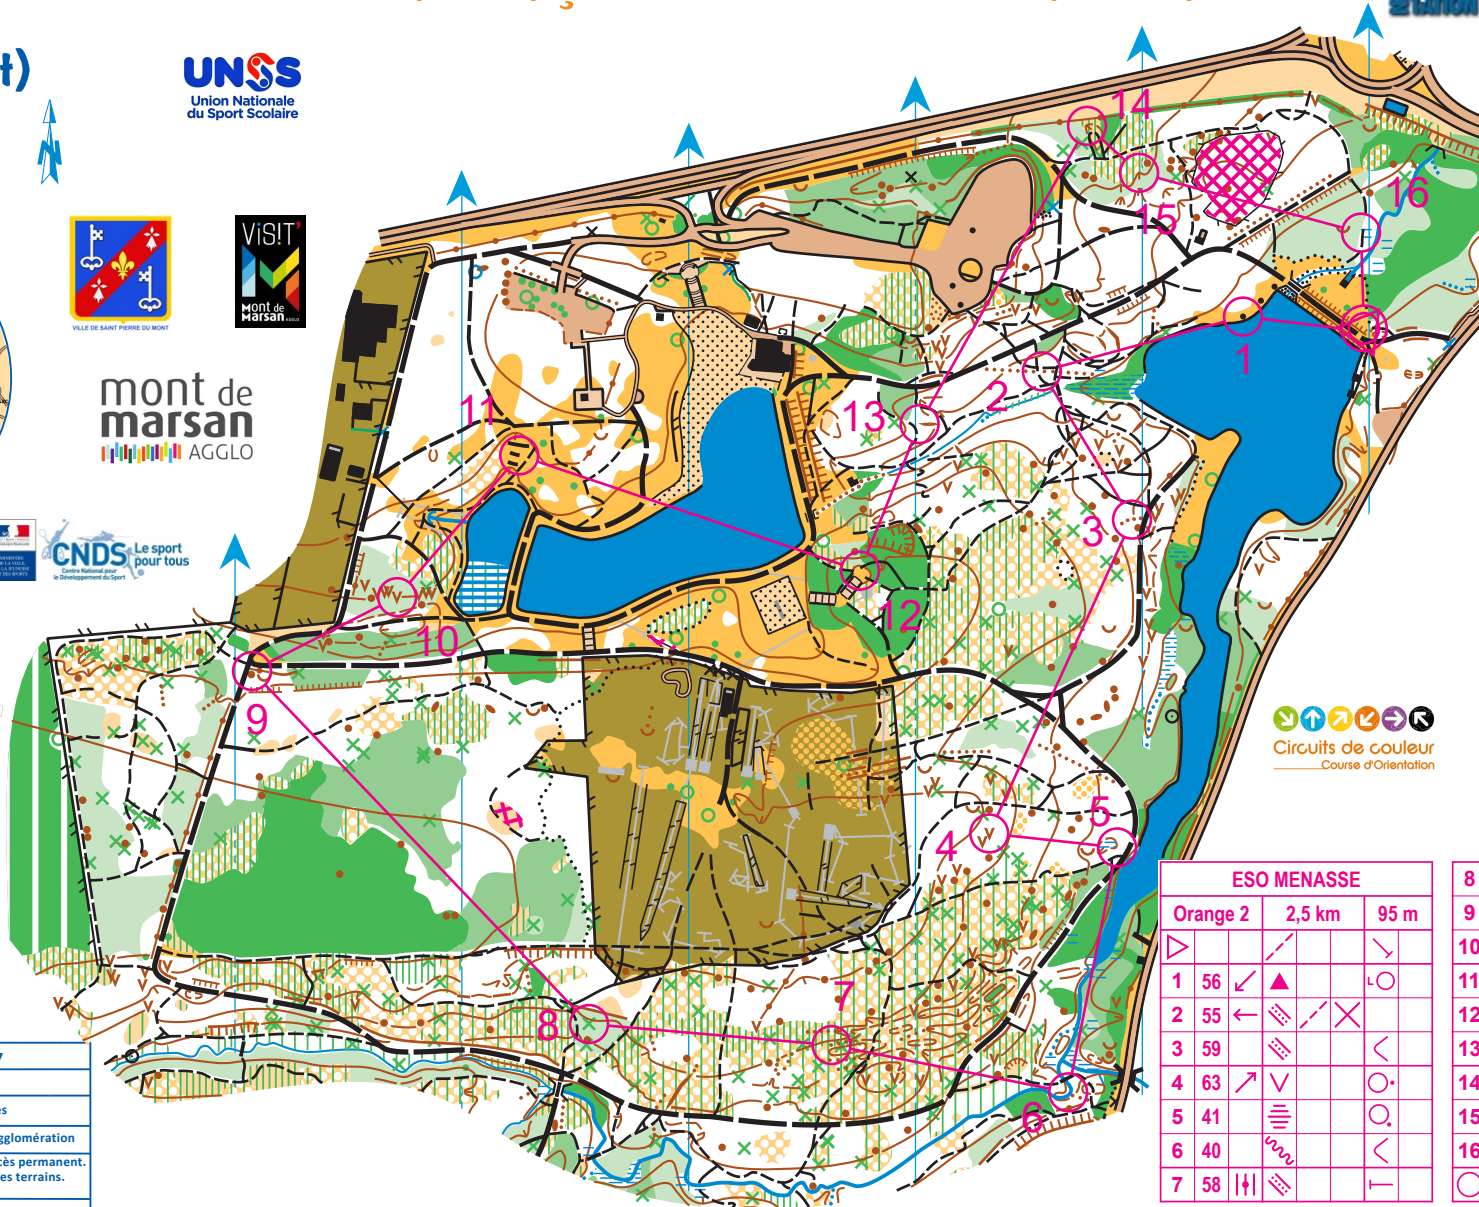 t)
N
UNSS
Union Nationale
du Sport Scolaire
VILLE DE SAINT PIERRE DU MONT
ViSiT'
MONT DE
MARSAN AGGLO
mont de
marsan
AGGLO
CNDS
Le sport
pour tous
Centre National pour
le Développement du Sport
14
15
16
11
13
2
1
3
12
10
9
5
4
7
8
6
Circuits de couleur
Course d'Orientation
ESO MENASSE
Orange 2 2,5 km 95 m
1 56
2 55
3 59
4 63
5 41
6 40
7 58
8
9
10
11
12
13
14
15
16
7
es
gglomération
cès permanent.
es terrains.